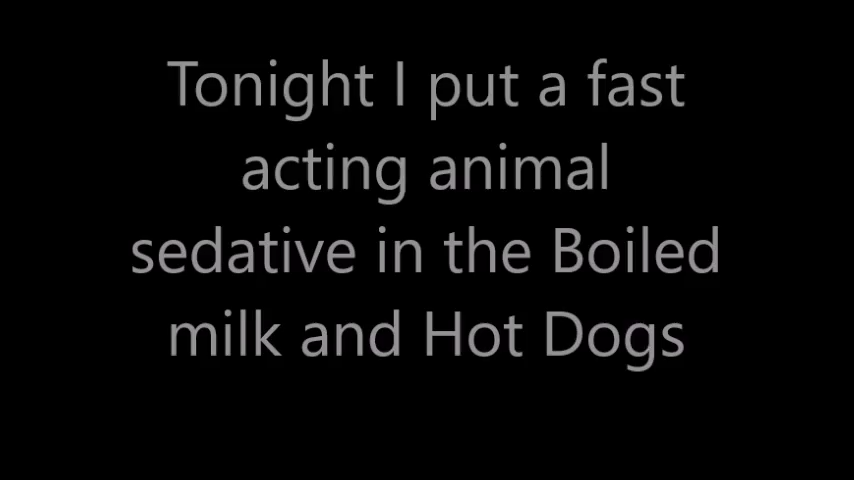 Tonight I put a fast
acting animal
sedative in the Boiled
milk and Hot Dogs